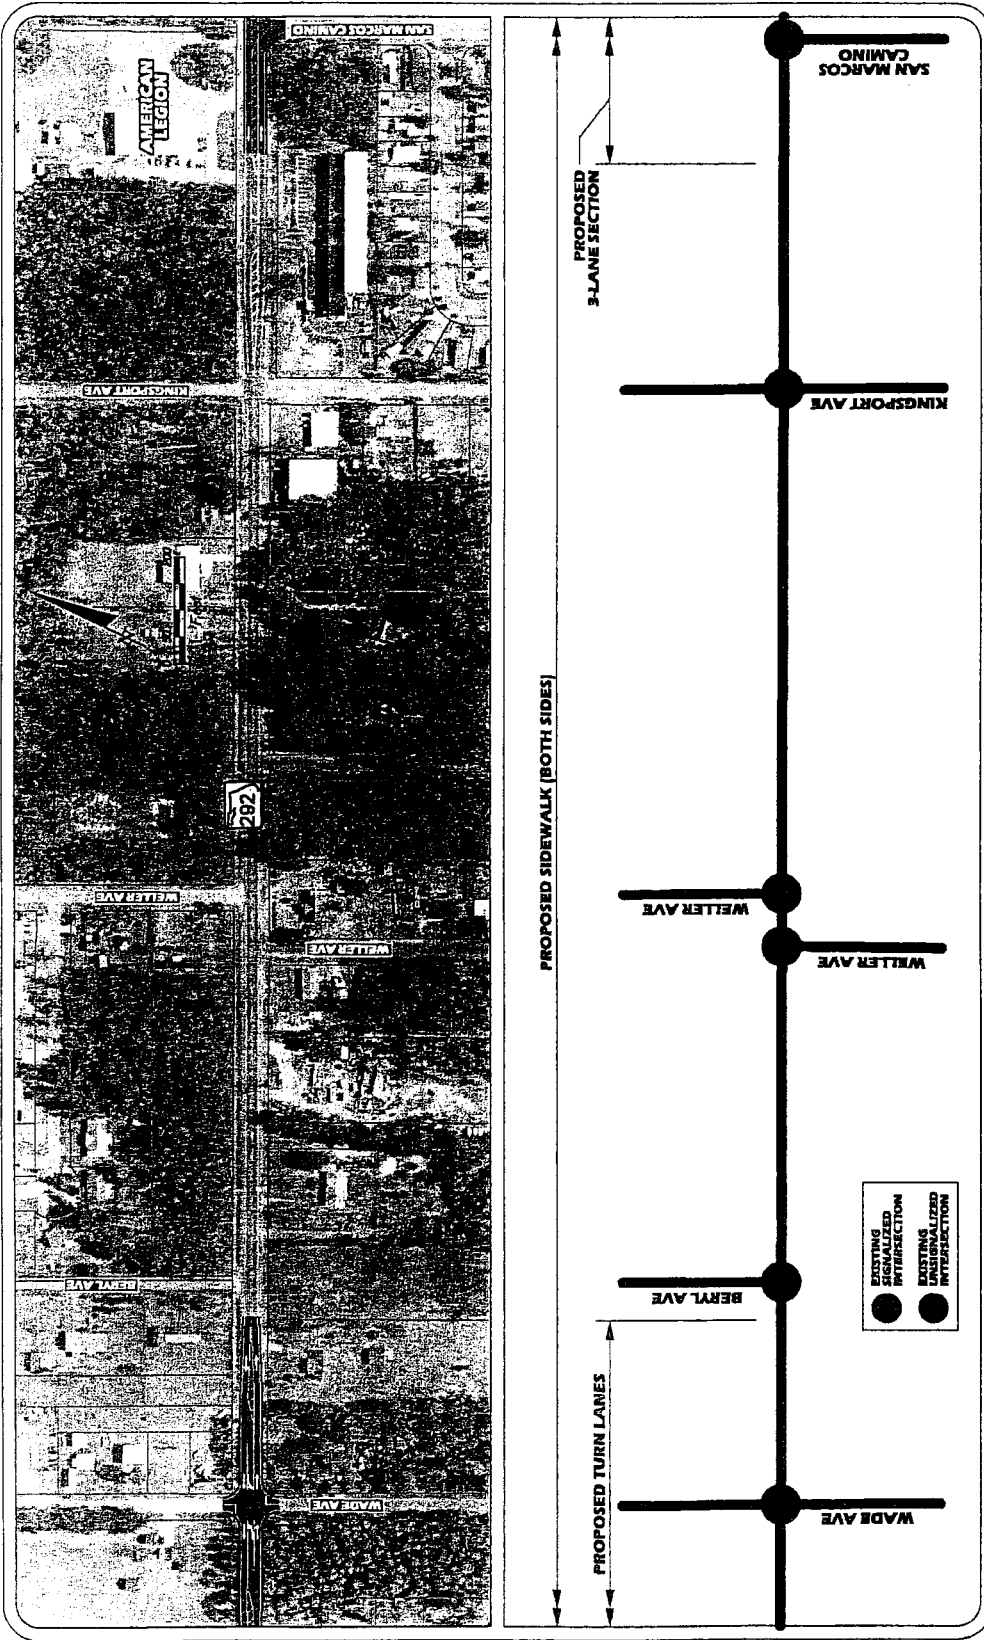 SAN MARCOS CAMINO
AMERICAN
LEGION
KINGSPORT AVE
292
WELLER AVE
WELLER AVE
BERYL AVE
WADE AVE
PROPOSED SIDEWALK (BOTH SIDES)
PROPOSED
3-LANE SECTION
PROPOSED TURN LANES
SAN MARCOS
CAMINO
KINGSPORT AVE
WELLER AVE
WELLER AVE
BERYL AVE
WADE AVE
EXISTING
SIGNALIZED
INTERSECTION
EXISTING
UNSIGNALIZED
INTERSECTION